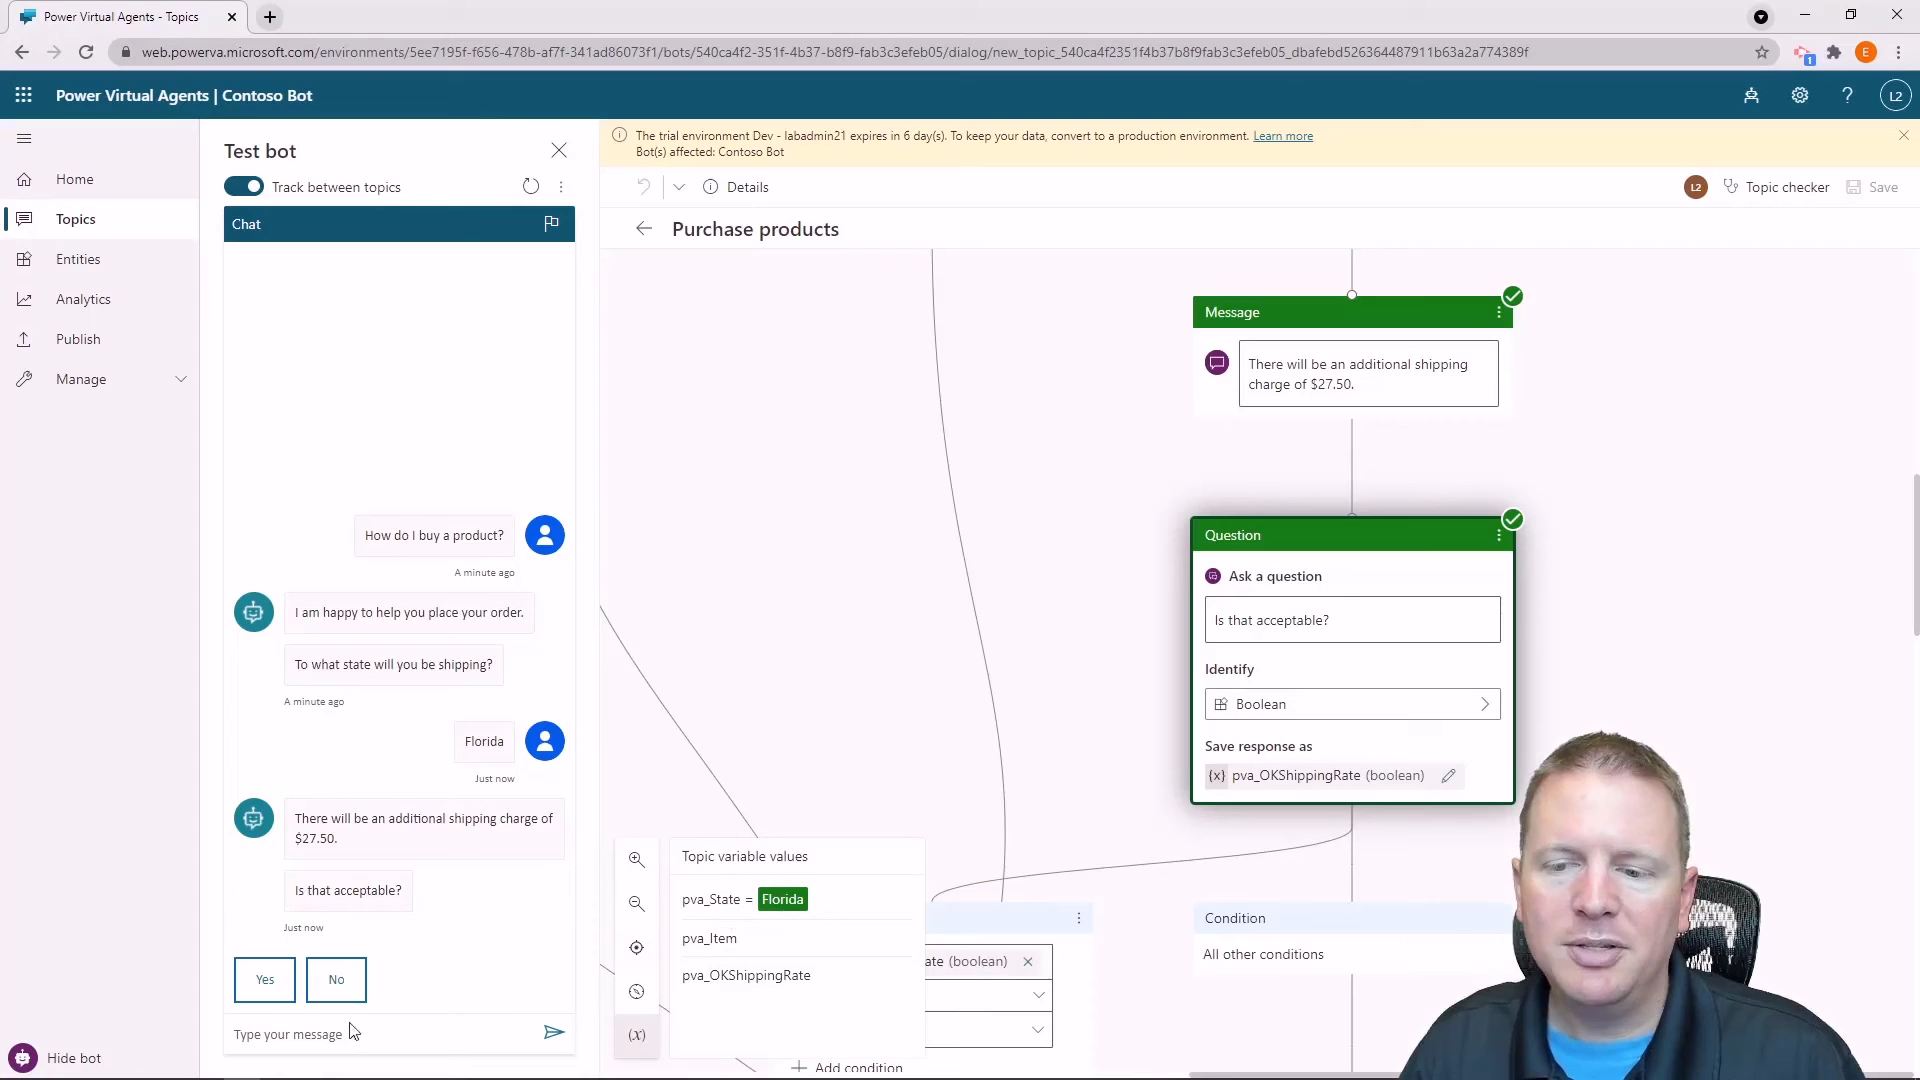 Power Virtual Agents - Topics
web.powerva.microsoft.com/environments/5ee7195f-f656-478b-af7f-341ad86073f1/bots/540ca4f2-351f-4b37-b8f9-fab3c3efeb05/dialog/new_topic_540ca4f2351f4b37b8f9fab3c3efeb05_dbafebd526364487911b63a2a774389f
1
E
Power Virtual Agents | Contoso Bot
L2
Home
Topics
Entities
Analytics
Publish
Manage
Hide bot
Test bot
Track between topics
Chat
How do I buy a product?
A minute ago
I am happy to help you place your order.
To what state will you be shipping?
A minute ago
Florida
Just now
There will be an additional shipping charge of
$27.50.
Is that acceptable?
Just now
Yes
No
Type your message
The trial environment Dev - labadmin21 expires in 6 day(s). To keep your data, convert to a production environment. Learn more
Bot(s) affected: Contoso Bot
Details
L2
Topic checker
Save
Purchase products
Message
There will be an additional shipping
charge of $27.50.
Question
Ask a question
Is that acceptable?
Identify
Boolean
Save response as
{x} pva_OKShippingRate (boolean)
Topic variable values
pva_State = Florida
pva_Item
pva_OKShippingRate
(x)
ate (boolean)
Add condition
Condition
All other conditions